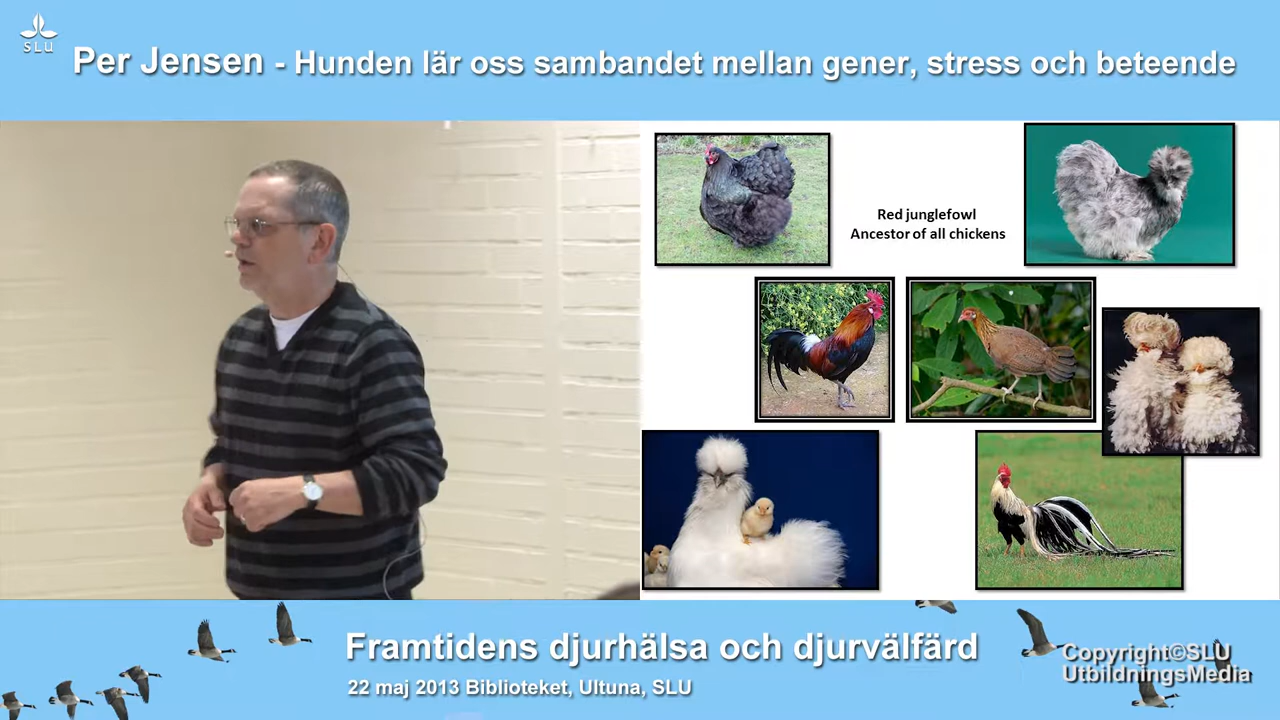 SLU
Per Jensen - Hunden lär oss sambandet mellan gener, stress och beteende
Red junglefowl
Ancestor of all chickens
Framtidens djurhälsa och djurvälfärd
22 maj 2013 Biblioteket, Ultuna, SLU
Copyright©SLU
UtbildningsMedia